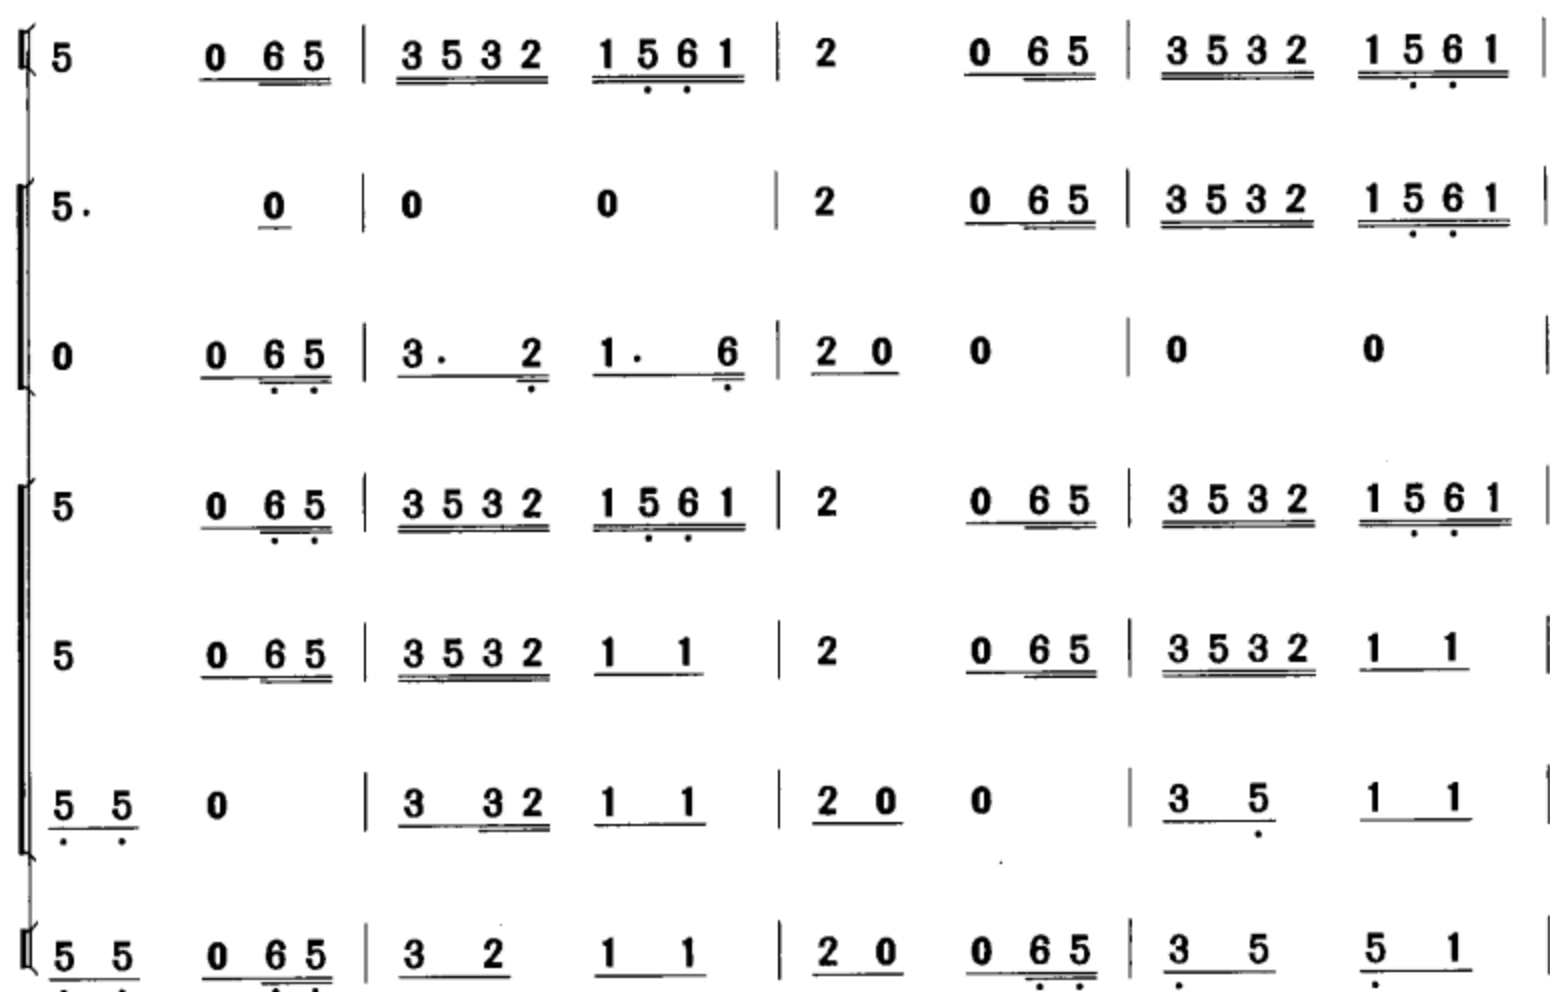 5 0 6 5 | 3 5 3 2 1 5̣ 6̣ 1 | 2 0 6 5 | 3 5 3 2 1 5̣ 6̣ 1 |
5. 0 | 0 0 | 2 0 6 5 | 3 5 3 2 1 5̣ 6̣ 1 |
0 0 6̣ 5̣ | 3. 2̣ 1. 6̣ | 2 0 0 | 0 0 |
5 0 6̣ 5̣ | 3 5 3 2 1 5̣ 6̣ 1 | 2 0 6 5 | 3 5 3 2 1 5̣ 6̣ 1 |
5 0 6 5 | 3 5 3 2 1 1 | 2 0 6 5 | 3 5 3 2 1 1 |
5̣ 5̣ 0 | 3 3 2 1 1 | 2 0 0 | 3 5̣ 1 1 |
5̣ 5̣ 0 6̣ 5̣ | 3 2 1 1 | 2 0 0 6̣ 5̣ | 3̣ 5 5̣ 1 |